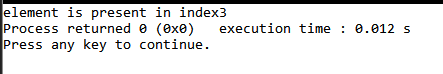 element is present in index3
Process returned 0 (0x0)   execution time : 0.012 s
Press any key to continue.